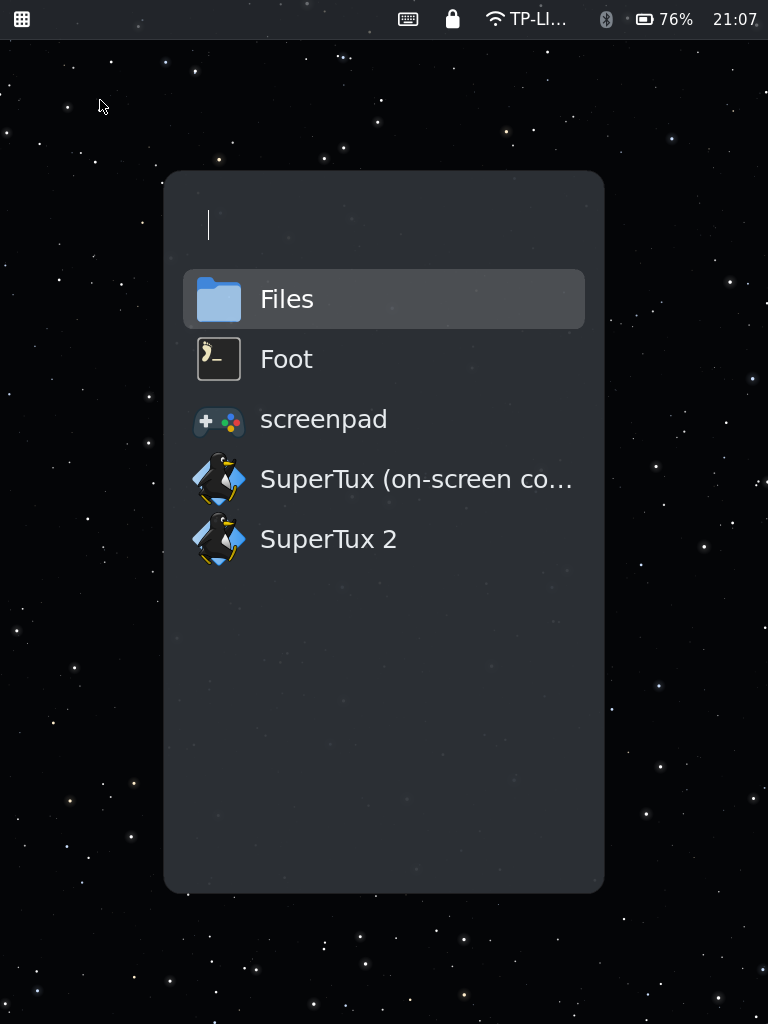 TP-LI... 76% 21:07
Files
Foot
screenpad
SuperTux (on-screen co...
SuperTux 2